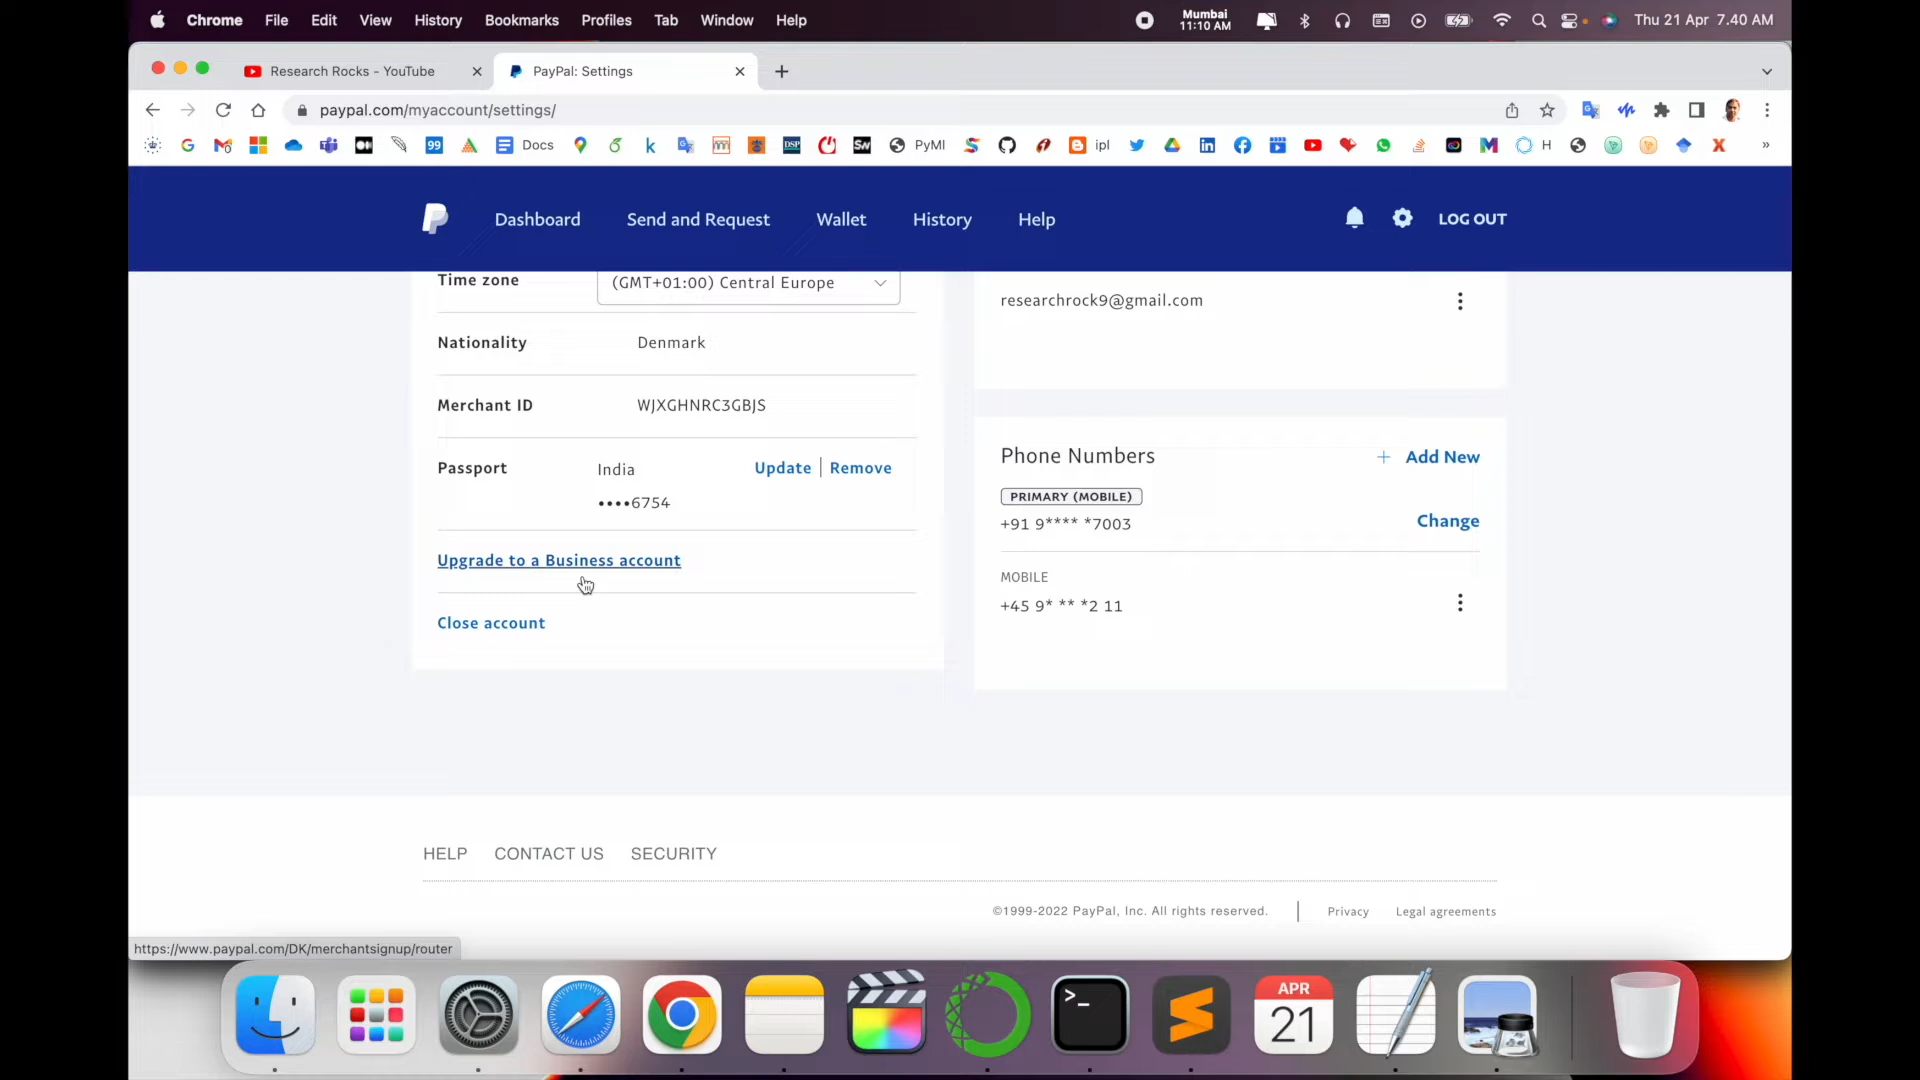 Chrome File Edit View History Bookmarks Profiles Tab Window Help
Mumbai
11:10 AM
Thu 21 Apr 7.40 AM
Research Rocks - YouTube
PayPal: Settings
paypal.com/myaccount/settings/
99
Docs
DSP
PyMI
ipl
H
Dashboard Send and Request Wallet History Help
LOG OUT
Time zone (GMT+01:00) Central Europe
Nationality Denmark
Merchant ID WJXGHNRC3GBJS
Passport India Update | Remove
••••6754
Upgrade to a Business account
Close account
researchrock9@gmail.com
Phone Numbers + Add New
PRIMARY (MOBILE)
+91 9**** *7003 Change
MOBILE
+45 9* ** *2 11
HELP CONTACT US SECURITY
©1999-2022 PayPal, Inc. All rights reserved. | Privacy Legal agreements
https://www.paypal.com/DK/merchantsignup/router
APR
21